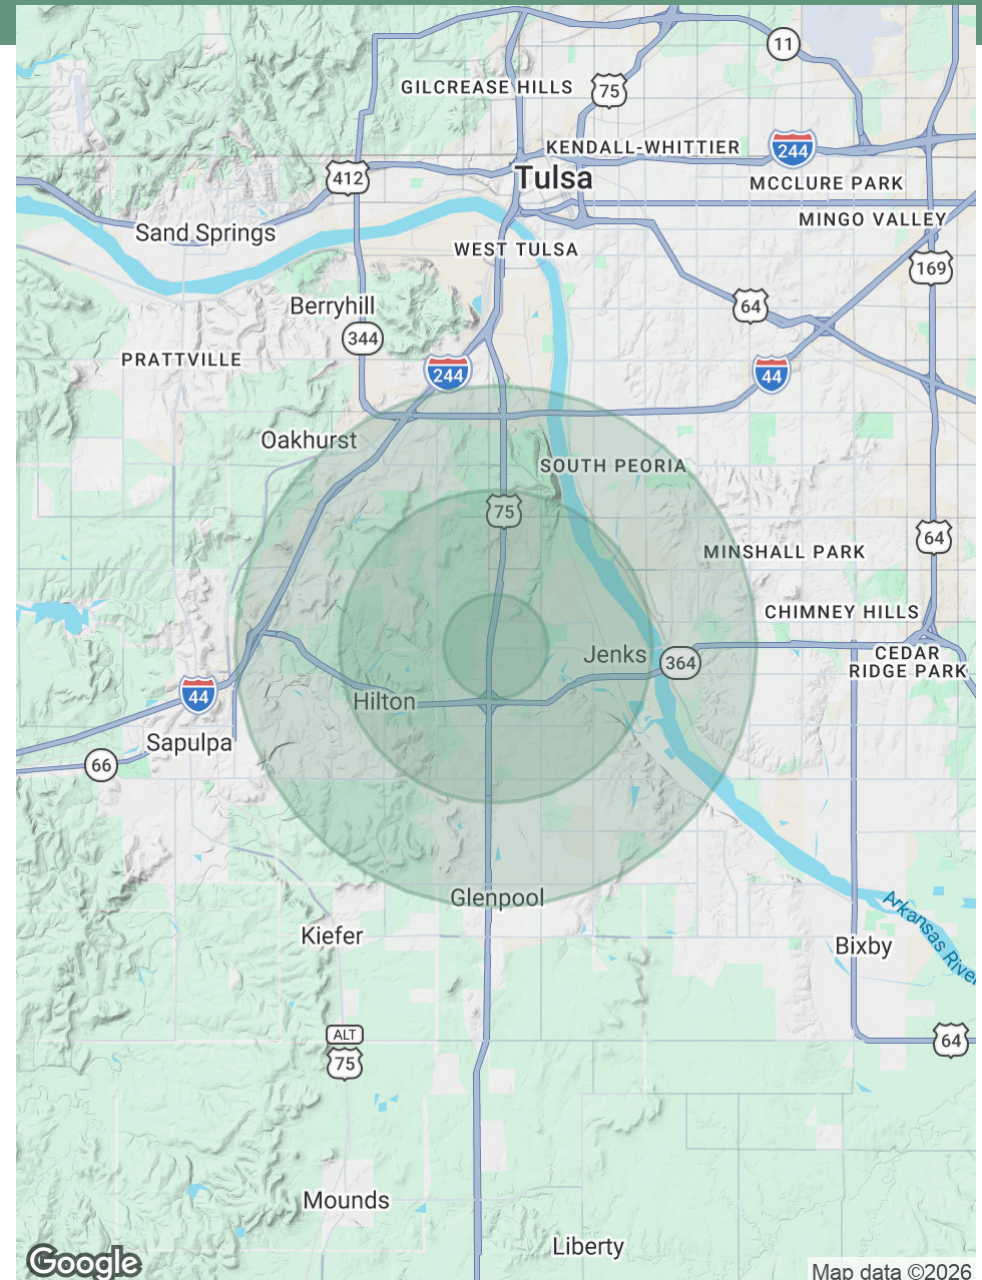 11
GILCREASE HILLS
75
KENDALL-WHITTIER
244
412
Tulsa
MCCLURE PARK
MINGO VALLEY
Sand Springs
WEST TULSA
169
Berryhill
64
344
PRATTVILLE
244
44
Oakhurst
SOUTH PEORIA
75
64
MINSHALL PARK
CHIMNEY HILLS
Jenks
364
CEDAR
RIDGE PARK
44
Hilton
Sapulpa
66
Glenpool
Arkansas River
Kiefer
Bixby
ALT
75
64
Mounds
Liberty
Google
Map data ©2026